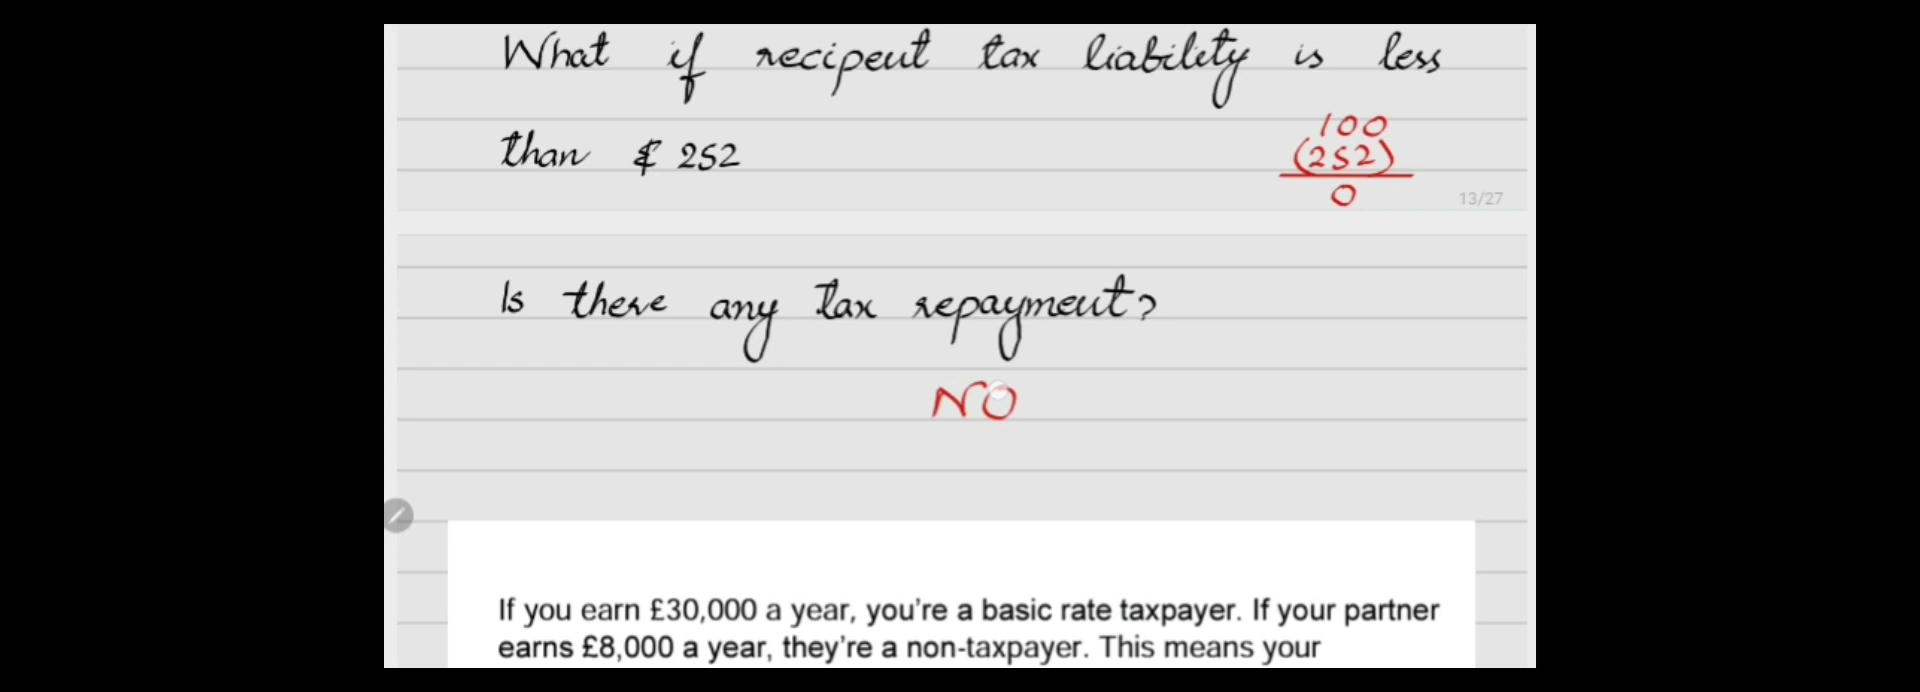 What if recipeut tax liability is less
than £ 252
100
(252)
0
13/27
Is there any tax repayment?
NO
If you earn £30,000 a year, you're a basic rate taxpayer. If your partner
earns £8,000 a year, they're a non-taxpayer. This means your